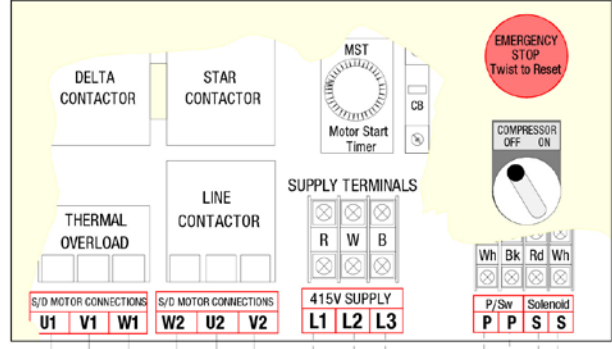 EMERGENCY
STOP
Twist to Reset
MST
DELTA
CONTACTOR
STAR
CONTACTOR
CB
Motor Start
Timer
COMPRESSOR
OFF ON
SUPPLY TERMINALS
LINE
CONTACTOR
THERMAL
OVERLOAD
R W B
Wh Bk Rd Wh
S/D MOTOR CONNECTIONS
U1 V1 W1
S/D MOTOR CONNECTIONS
W2 U2 V2
415V SUPPLY
L1 L2 L3
P/Sw Solenoid
P P S S